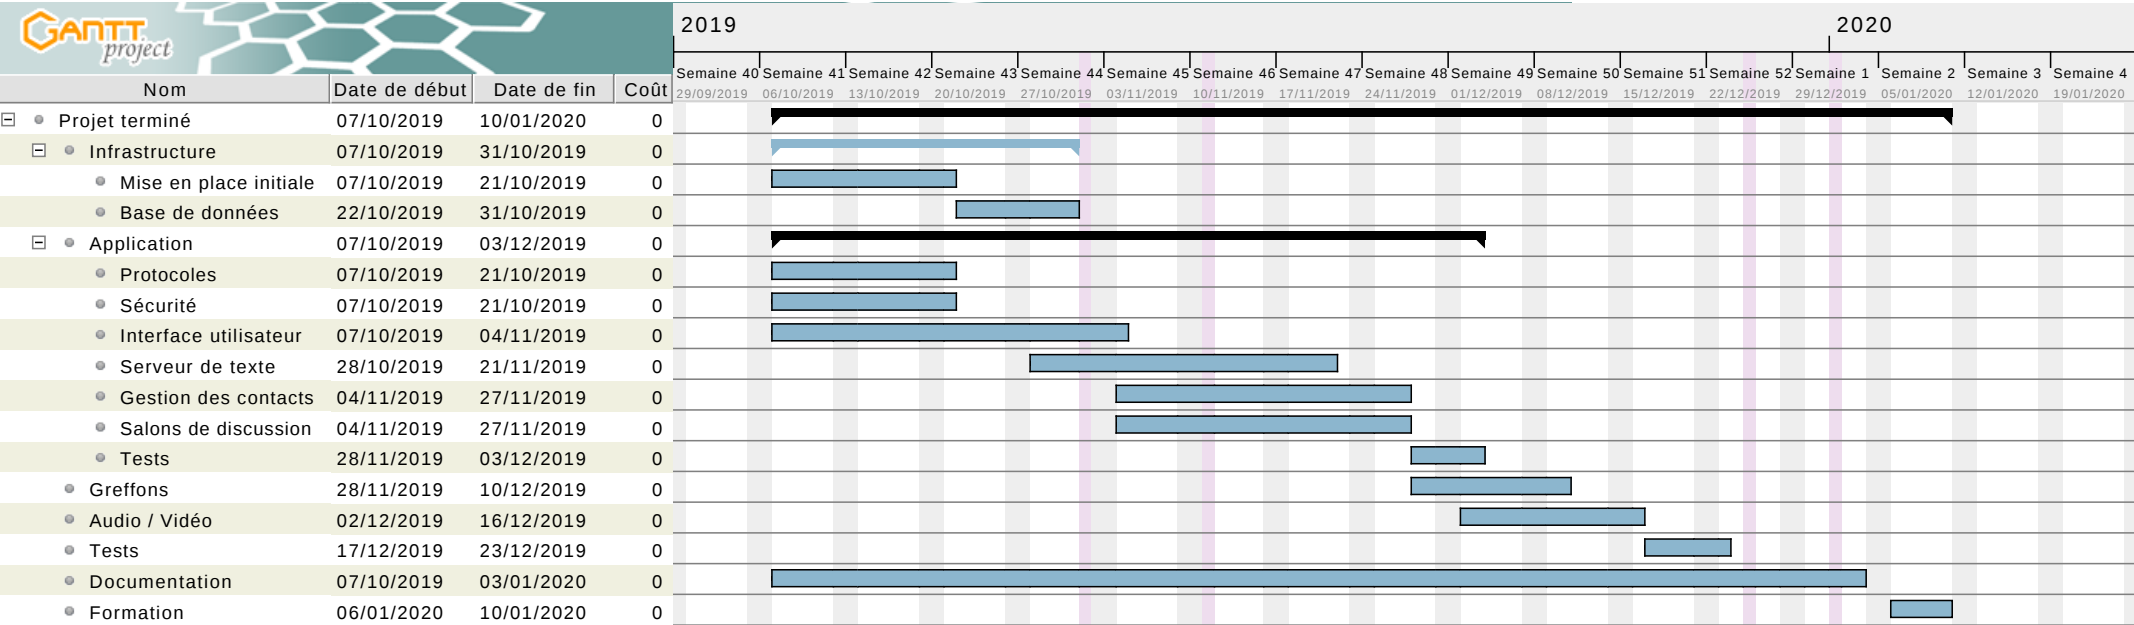 GANTT
project
2019 2020
Semaine 40 Semaine 41 Semaine 42 Semaine 43 Semaine 44 Semaine 45 Semaine 46 Semaine 47 Semaine 48 Semaine 49 Semaine 50 Semaine 51 Semaine 52 Semaine 1 Semaine 2 Semaine 3 Semaine 4
Nom Date de début Date de fin Coût
29/09/2019 06/10/2019 13/10/2019 20/10/2019 27/10/2019 03/11/2019 10/11/2019 17/11/2019 24/11/2019 01/12/2019 08/12/2019 15/12/2019 22/12/2019 29/12/2019 05/01/2020 12/01/2020 19/01/2020
Projet terminé 07/10/2019 10/01/2020 0
Infrastructure 07/10/2019 31/10/2019 0
Mise en place initiale 07/10/2019 21/10/2019 0
Base de données 22/10/2019 31/10/2019 0
Application 07/10/2019 03/12/2019 0
Protocoles 07/10/2019 21/10/2019 0
Sécurité 07/10/2019 21/10/2019 0
Interface utilisateur 07/10/2019 04/11/2019 0
Serveur de texte 28/10/2019 21/11/2019 0
Gestion des contacts 04/11/2019 27/11/2019 0
Salons de discussion 04/11/2019 27/11/2019 0
Tests 28/11/2019 03/12/2019 0
Greffons 28/11/2019 10/12/2019 0
Audio / Vidéo 02/12/2019 16/12/2019 0
Tests 17/12/2019 23/12/2019 0
Documentation 07/10/2019 03/01/2020 0
Formation 06/01/2020 10/01/2020 0